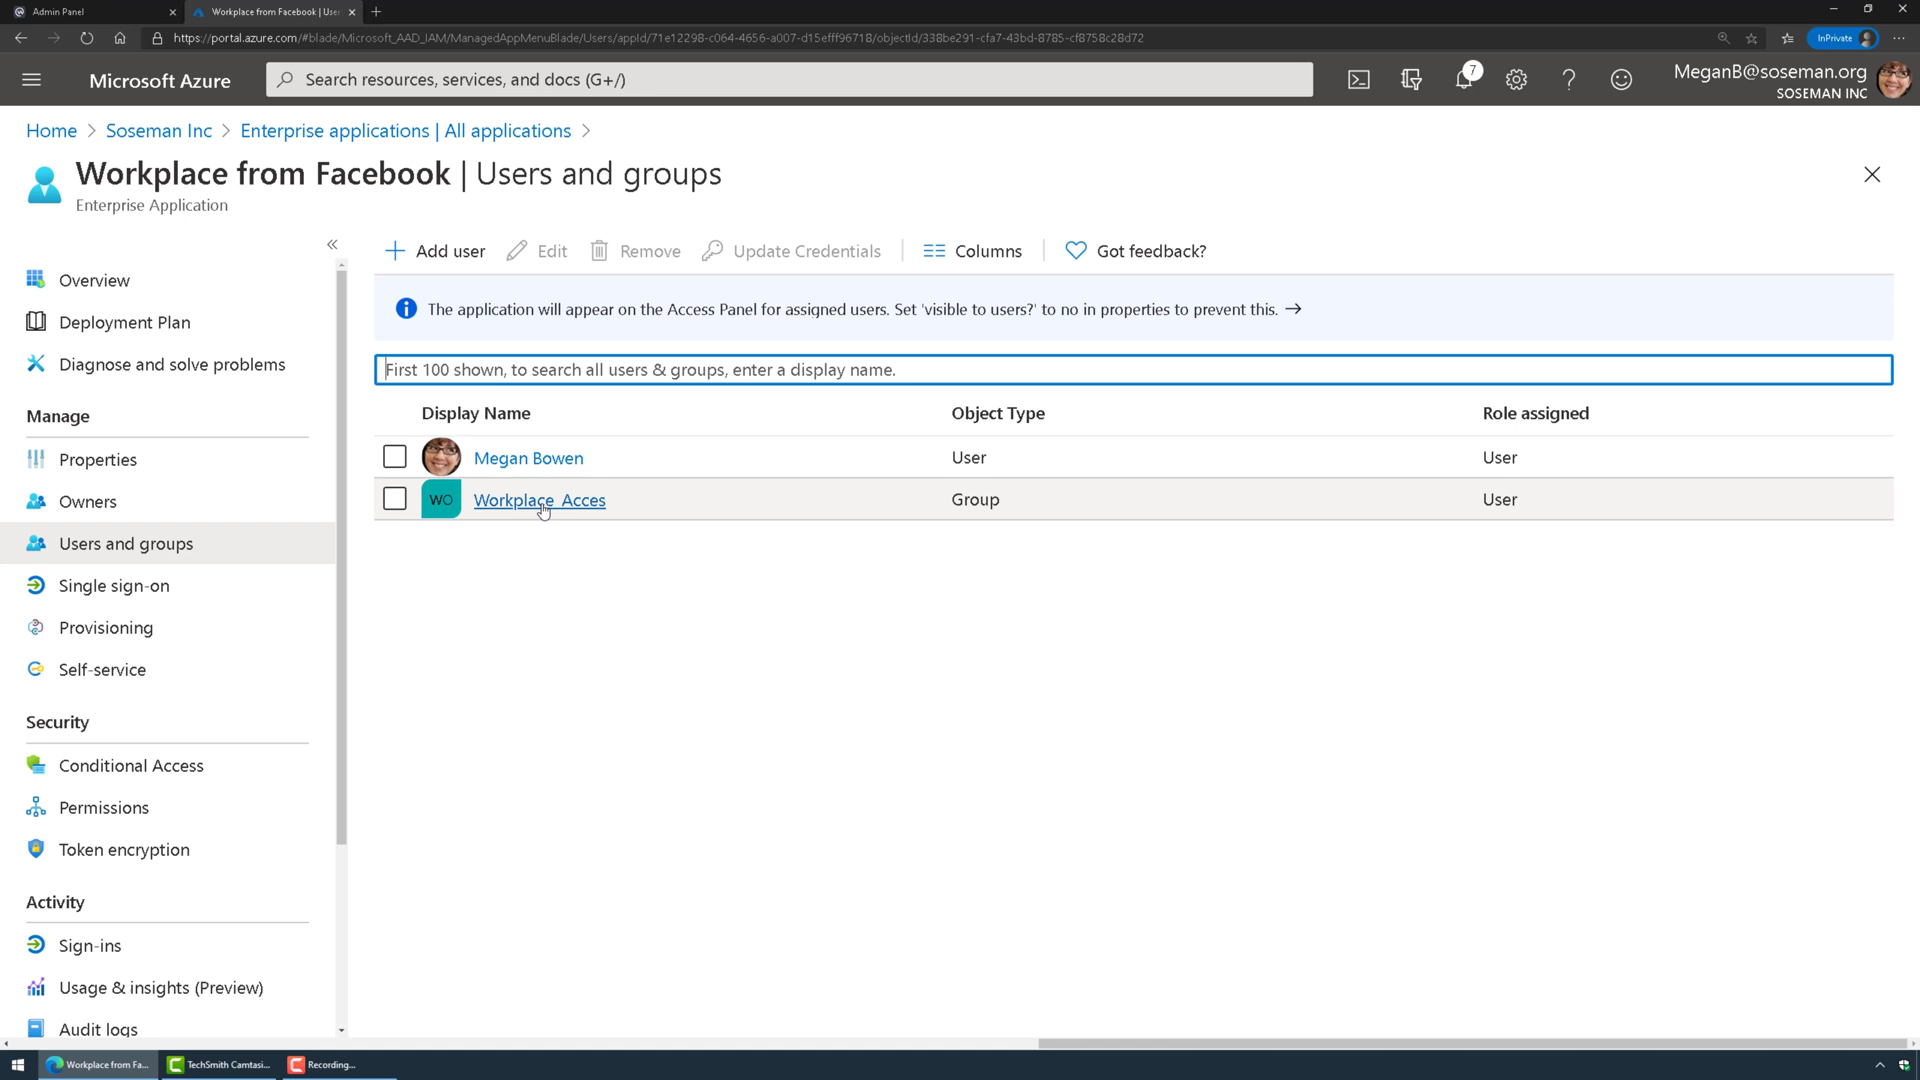 Admin Panel
Workplace from Facebook | Use
https://portal.azure.com/#blade/Microsoft_AAD_IAM/ManagedAppMenuBlade/Users/appId/71e12298-c064-4656-a007-d15efff96718/objectId/338be291-cfa7-43bd-8785-cf8758c28d72
InPrivate
Microsoft Azure
Search resources, services, and docs (G+/)
7
MeganB@soseman.org
SOSEMAN INC
Home > Soseman Inc > Enterprise applications | All applications >
Workplace from Facebook | Users and groups
Enterprise Application
Add user
Edit
Remove
Update Credentials
Columns
Got feedback?
The application will appear on the Access Panel for assigned users. Set 'visible to users?' to no in properties to prevent this. →
First 100 shown, to search all users & groups, enter a display name.
Display Name Object Type Role assigned
Megan Bowen User User
WO Workplace_Acces Group User
Overview
Deployment Plan
Diagnose and solve problems
Manage
Properties
Owners
Users and groups
Single sign-on
Provisioning
Self-service
Security
Conditional Access
Permissions
Token encryption
Activity
Sign-ins
Usage & insights (Preview)
Audit logs
Workplace from Fa...
TechSmith Camtasi...
Recording...